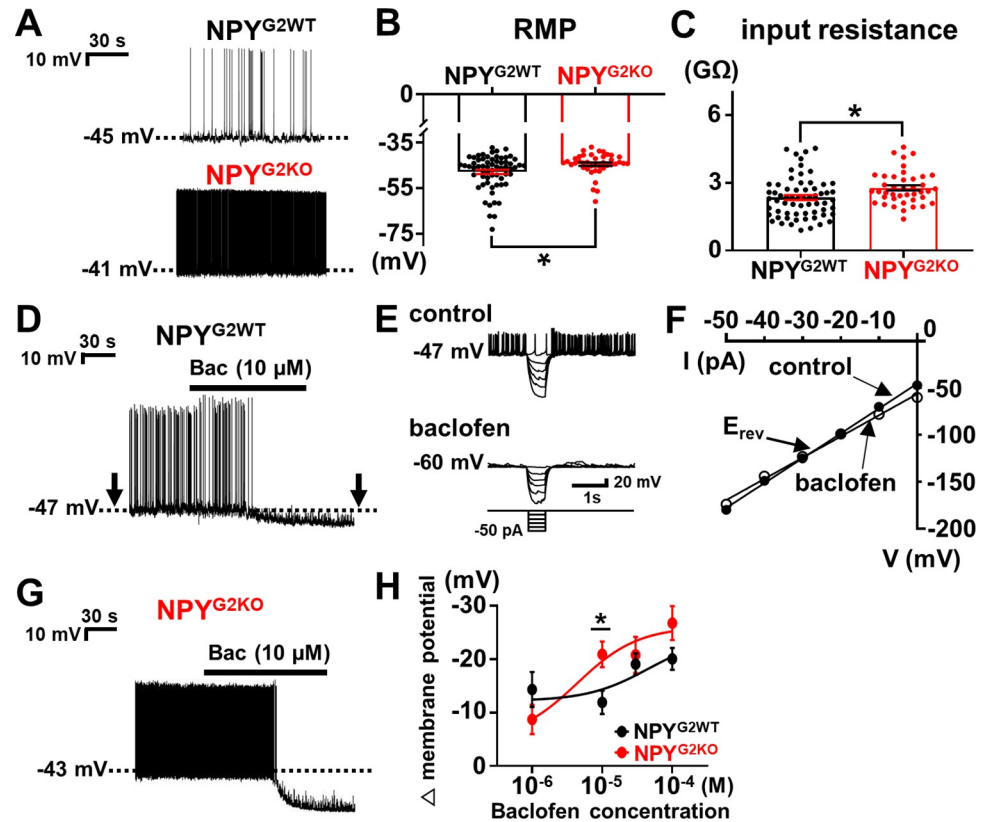 A
30 s
10 mV
NPYG2WT
-45 mV
NPYG2KO
-41 mV
B
RMP
NPYG2WT NPYG2KO
0
-35
-55
-75
(mV)
*
C
input resistance
(GΩ)
6
3
0
*
NPYG2WT NPYG2KO
D
30 s
10 mV
NPYG2WT
Bac (10 µM)
-47 mV
E
control
-47 mV
baclofen
-60 mV
20 mV
1s
-50 pA
F
-50 -40 -30 -20 -10 0
I (pA)
control
Erev
baclofen
-50
-100
-150
-200
V (mV)
G
30 s
10 mV
NPYG2KO
Bac (10 µM)
-43 mV
H
(mV)
-30
-20
-10
0
△ membrane potential
*
NPYG2WT
NPYG2KO
10-6 10-5 10-4 (M)
Baclofen concentration